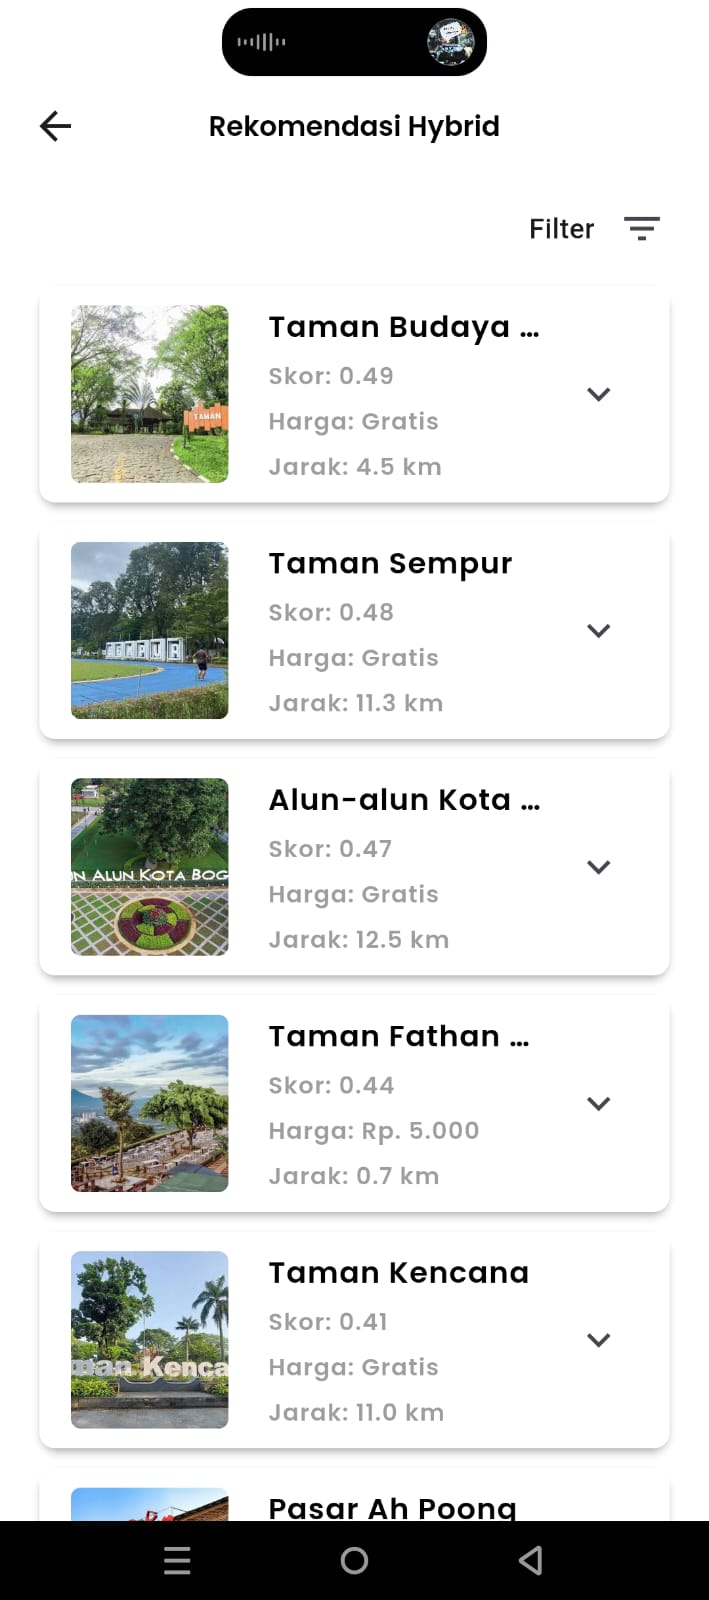 Rekomendasi Hybrid
Filter
Taman Budaya ...
Skor: 0.49
Harga: Gratis
Jarak: 4.5 km
TAMAN
Taman Sempur
Skor: 0.48
Harga: Gratis
Jarak: 11.3 km
SEMPUR
Alun-alun Kota ...
Skor: 0.47
Harga: Gratis
Jarak: 12.5 km
N ALUN KOTA BOG
Taman Fathan ...
Skor: 0.44
Harga: Rp. 5.000
Jarak: 0.7 km
Taman Kencana
Skor: 0.41
Harga: Gratis
Jarak: 11.0 km
man Kenca
Pasar Ah Poong